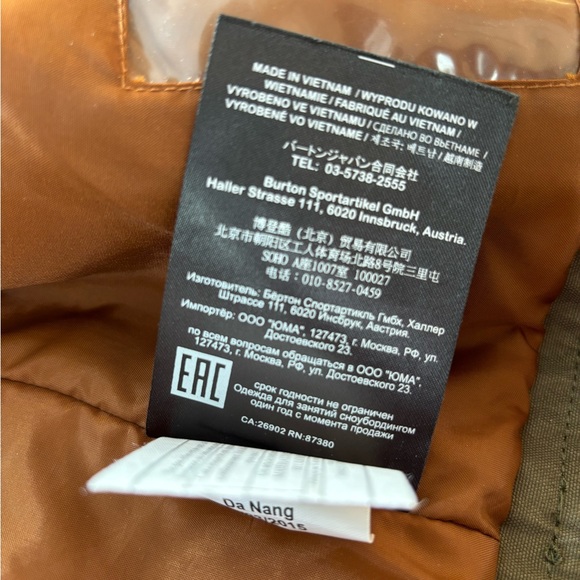 MADE IN VIETNAM / WYPRODU KOWANO W
WIETNAMIE / FABRIQUÉ AU VIETNAM /
VYROBENO VE VIETNAMU / СДЕЛАНО ВО ВЬЕТНАМЕ /
VYROBENÉ VO VIETNAME / 제조국: 베트남 / 越南制造
バートンジャパン合同会社
TEL: 03-5738-2555
Burton Sportartikel GmbH
Haller Strasse 111, 6020 Innsbruck, Austria.
博登酷（北京）贸易有限公司
北京市朝阳区工人体育场北路8号院三里屯
SOHO A座1007室 100027
电话：010-8527-0459
Изготовитель: Бёртон Спортартикль Гмбх, Халлер
Штрассе 111, 6020 Инсбрук, Австрия.
Импортёр: ООО "ЮМА", 127473, г. Москва, РФ, ул.
Достоевского 23.
по всем вопросам обращаться в ООО "ЮМА",
127473, г. Москва, РФ, ул. Достоевского 23.
EAC
срок годности не ограничен
Одежда для занятий сноубордингом
один год с момента продажи
CA:26902 RN:87380
Da Nang
/2015